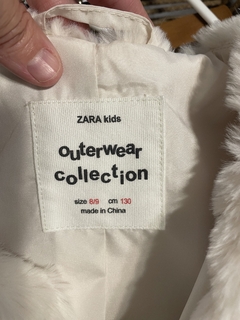 ZARA kids
outerwear
collection
size 8/9 cm 130
made in China